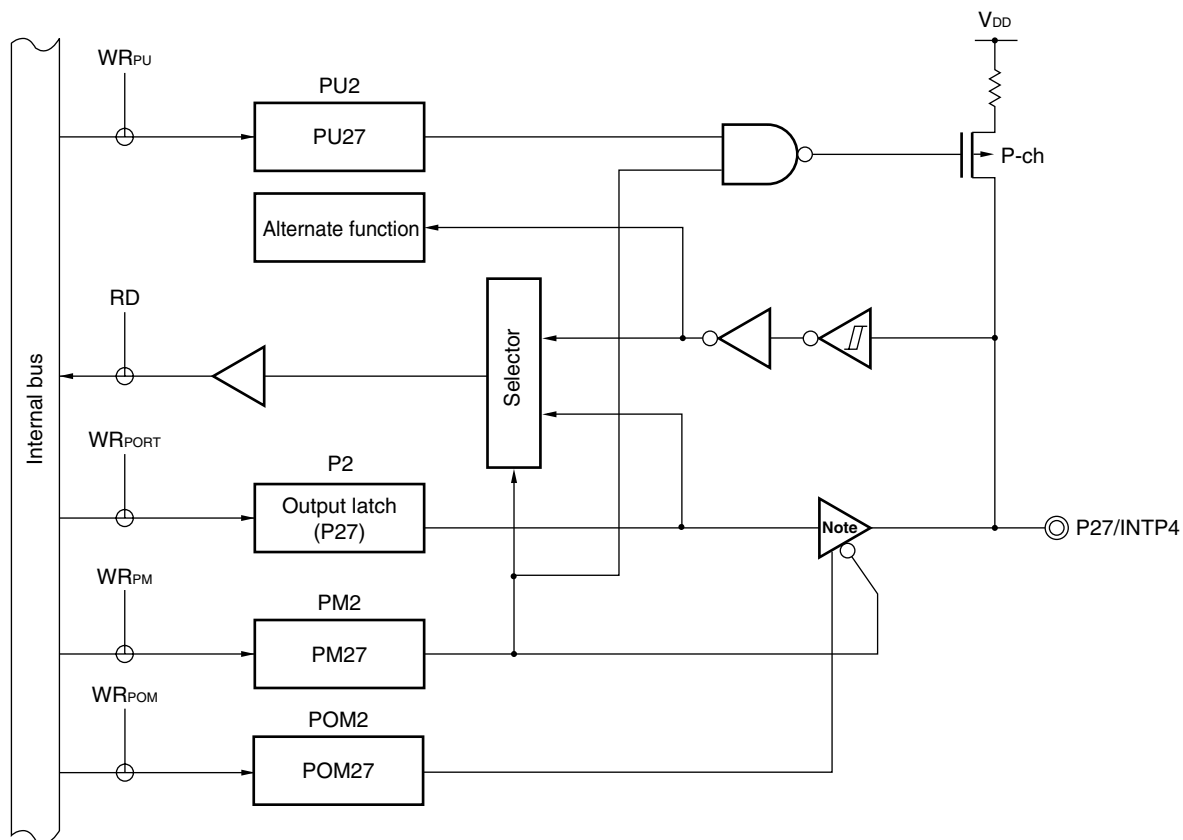 VDD
WRPU
PU2
PU27
P-ch
Alternate function
RD
Selector
Internal bus
WRPORT
P2
Output latch
(P27)
Note
P27/INTP4
WRPM
PM2
PM27
WRPOM
POM2
POM27